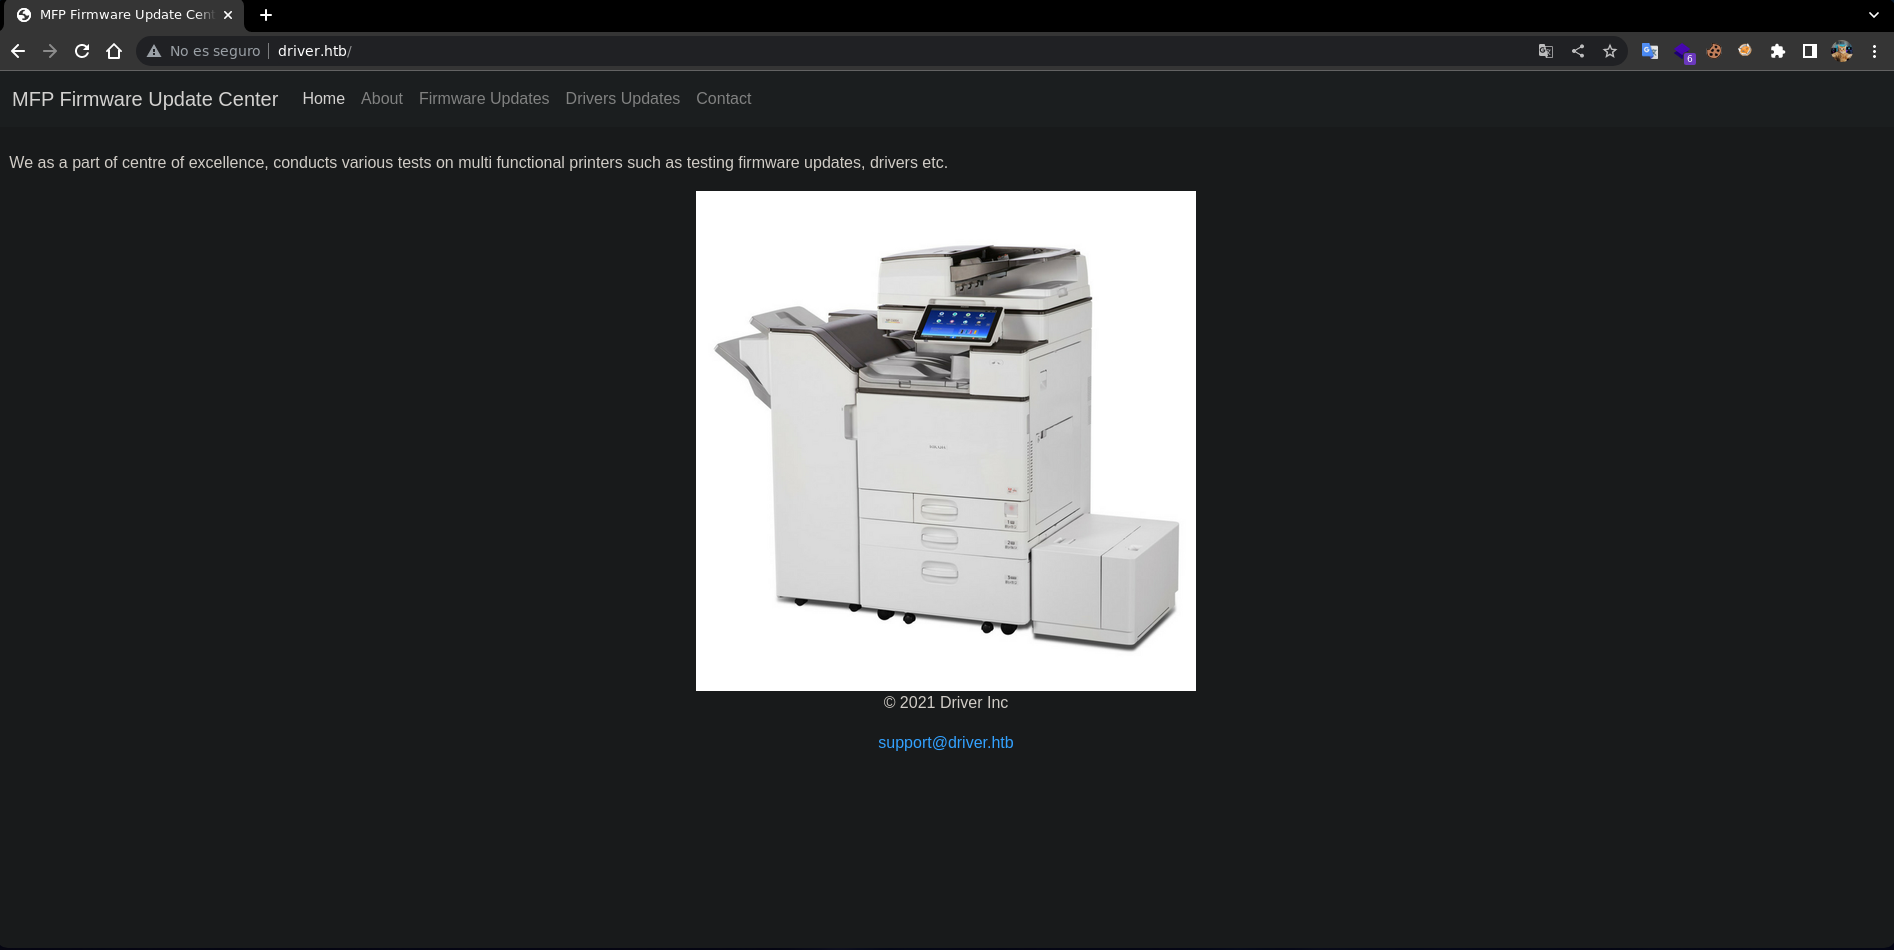 MFP Firmware Update Cent
No es seguro
driver.htb/
6
MFP Firmware Update Center
Home
About
Firmware Updates
Drivers Updates
Contact
We as a part of centre of excellence, conducts various tests on multi functional printers such as testing firmware updates, drivers etc.
© 2021 Driver Inc
support@driver.htb